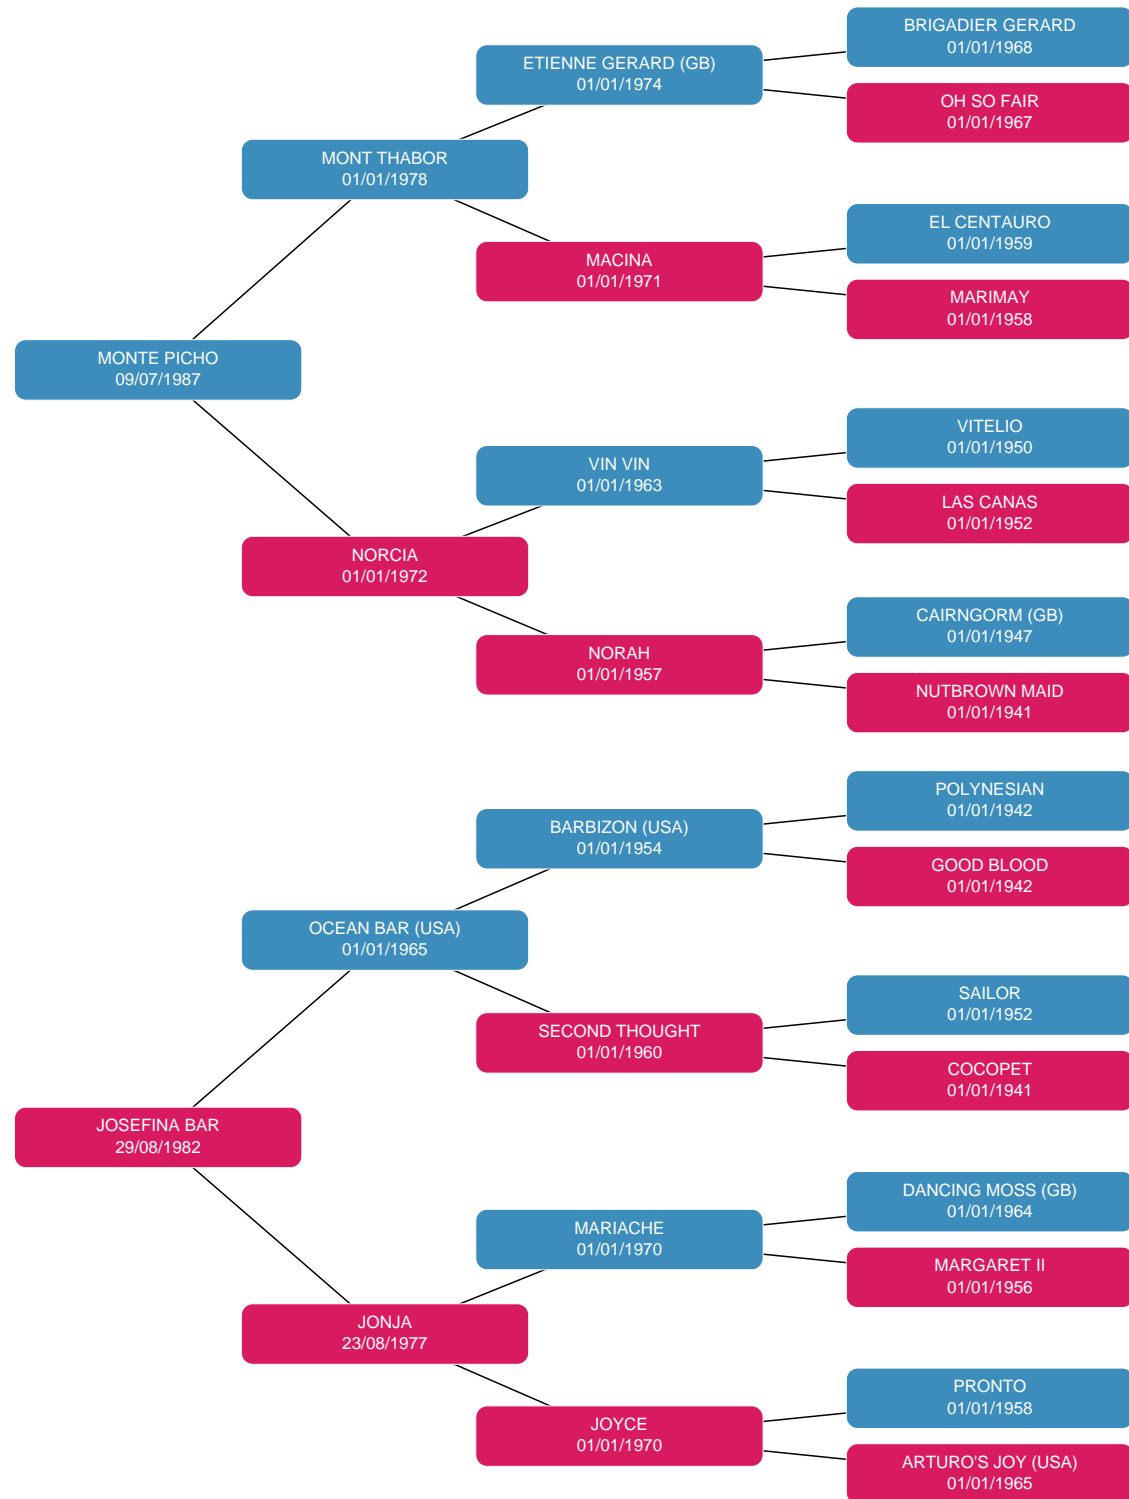 BRIGADIER GERARD
01/01/1968
ETIENNE GERARD (GB)
01/01/1974
OH SO FAIR
01/01/1967
MONT THABOR
01/01/1978
EL CENTAURO
01/01/1959
MACINA
01/01/1971
MARIMAY
01/01/1958
MONTE PICHO
09/07/1987
VITELIO
01/01/1950
VIN VIN
01/01/1963
LAS CANAS
01/01/1952
NORCIA
01/01/1972
CAIRNGORM (GB)
01/01/1947
NORAH
01/01/1957
NUTBROWN MAID
01/01/1941
POLYNESIAN
01/01/1942
BARBIZON (USA)
01/01/1954
GOOD BLOOD
01/01/1942
OCEAN BAR (USA)
01/01/1965
SAILOR
01/01/1952
SECOND THOUGHT
01/01/1960
COCOPET
01/01/1941
JOSEFINA BAR
29/08/1982
DANCING MOSS (GB)
01/01/1964
MARIACHE
01/01/1970
MARGARET II
01/01/1956
JONJA
23/08/1977
PRONTO
01/01/1958
JOYCE
01/01/1970
ARTURO'S JOY (USA)
01/01/1965